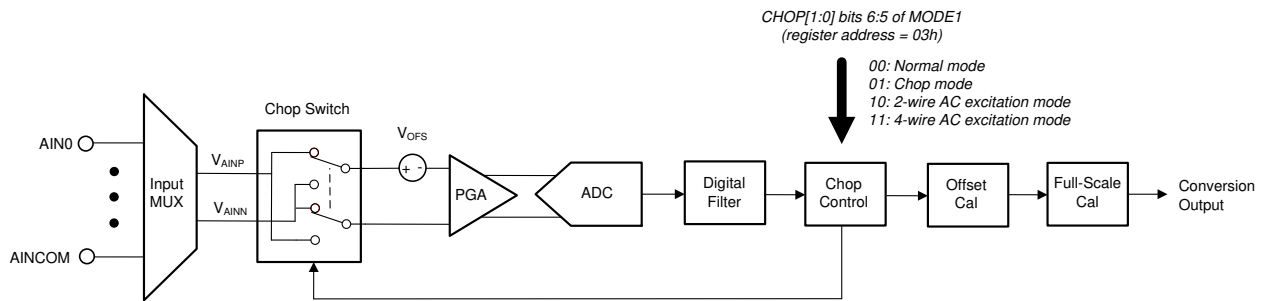 CHOP[1:0] bits 6:5 of MODE1
(register address = 03h)
00: Normal mode
01: Chop mode
10: 2-wire AC excitation mode
11: 4-wire AC excitation mode
Chop Switch
AIN0
Input
MUX
VAINP
VAINN
VOFS
+ -
PGA
ADC
Digital
Filter
Chop
Control
Offset
Cal
Full-Scale
Cal
Conversion
Output
AINCOM